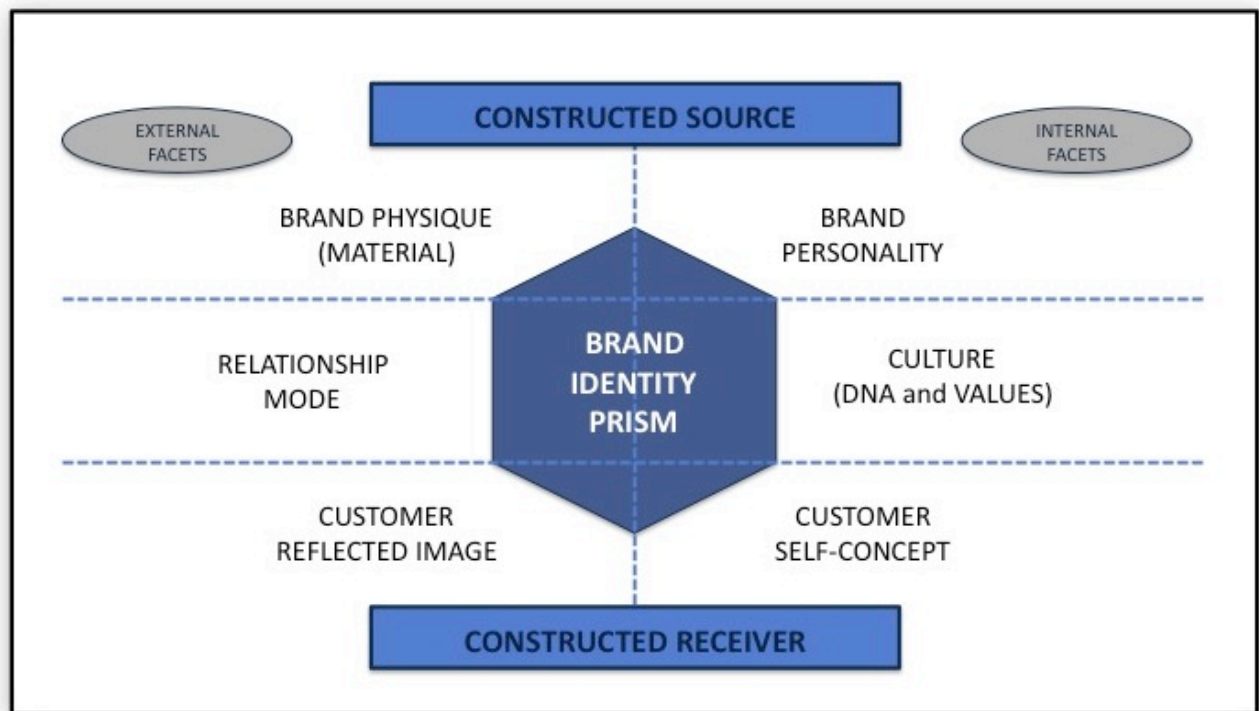 CONSTRUCTED SOURCE
EXTERNAL
FACETS
INTERNAL
FACETS
BRAND PHYSIQUE
(MATERIAL)
BRAND
PERSONALITY
RELATIONSHIP
MODE
BRAND
IDENTITY
PRISM
CULTURE
(DNA and VALUES)
CUSTOMER
REFLECTED IMAGE
CUSTOMER
SELF-CONCEPT
CONSTRUCTED RECEIVER